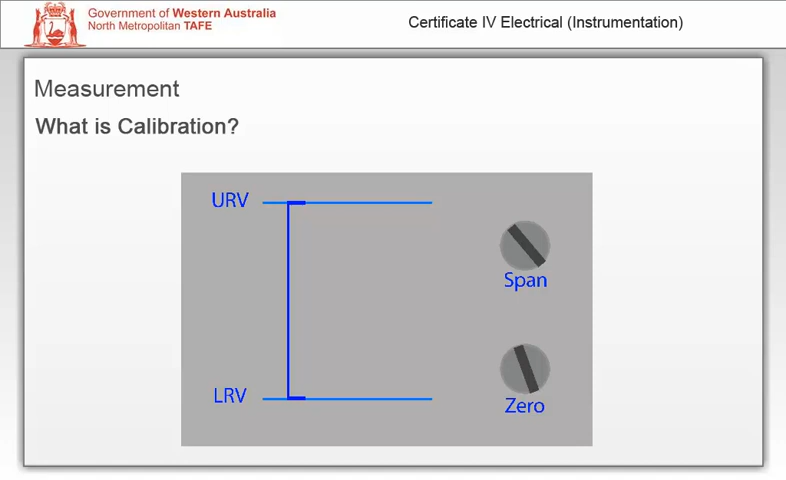 Government of Western Australia
North Metropolitan TAFE
Certificate IV Electrical (Instrumentation)
Measurement
What is Calibration?
URV
Span
LRV
Zero